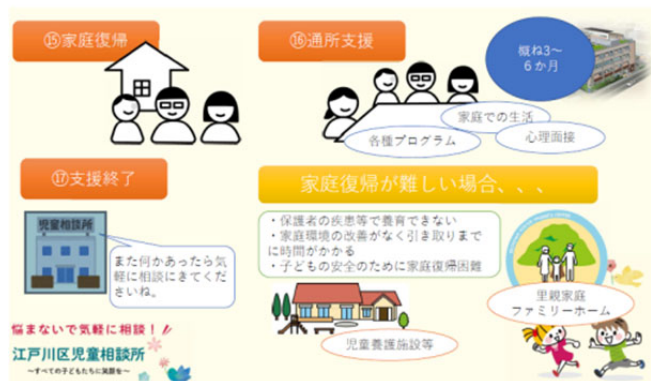 ⑮家庭復帰
⑯通所支援
概ね3～
6か月
家庭での生活
各種プログラム
心理面接
⑰支援終了
児童相談所
また何かあったら気
軽に相談にきてくだ
さいね。
家庭復帰が難しい場合、、、
・保護者の疾患等で養育できない
・家庭環境の改善がなく引き取りまで
に時間がかかる
・子どもの安全のために家庭復帰困難
里親家庭
ファミリーホーム
児童養護施設等
悩まないで気軽に相談！
江戸川区児童相談所
～すべての子どもたちに笑顔を～